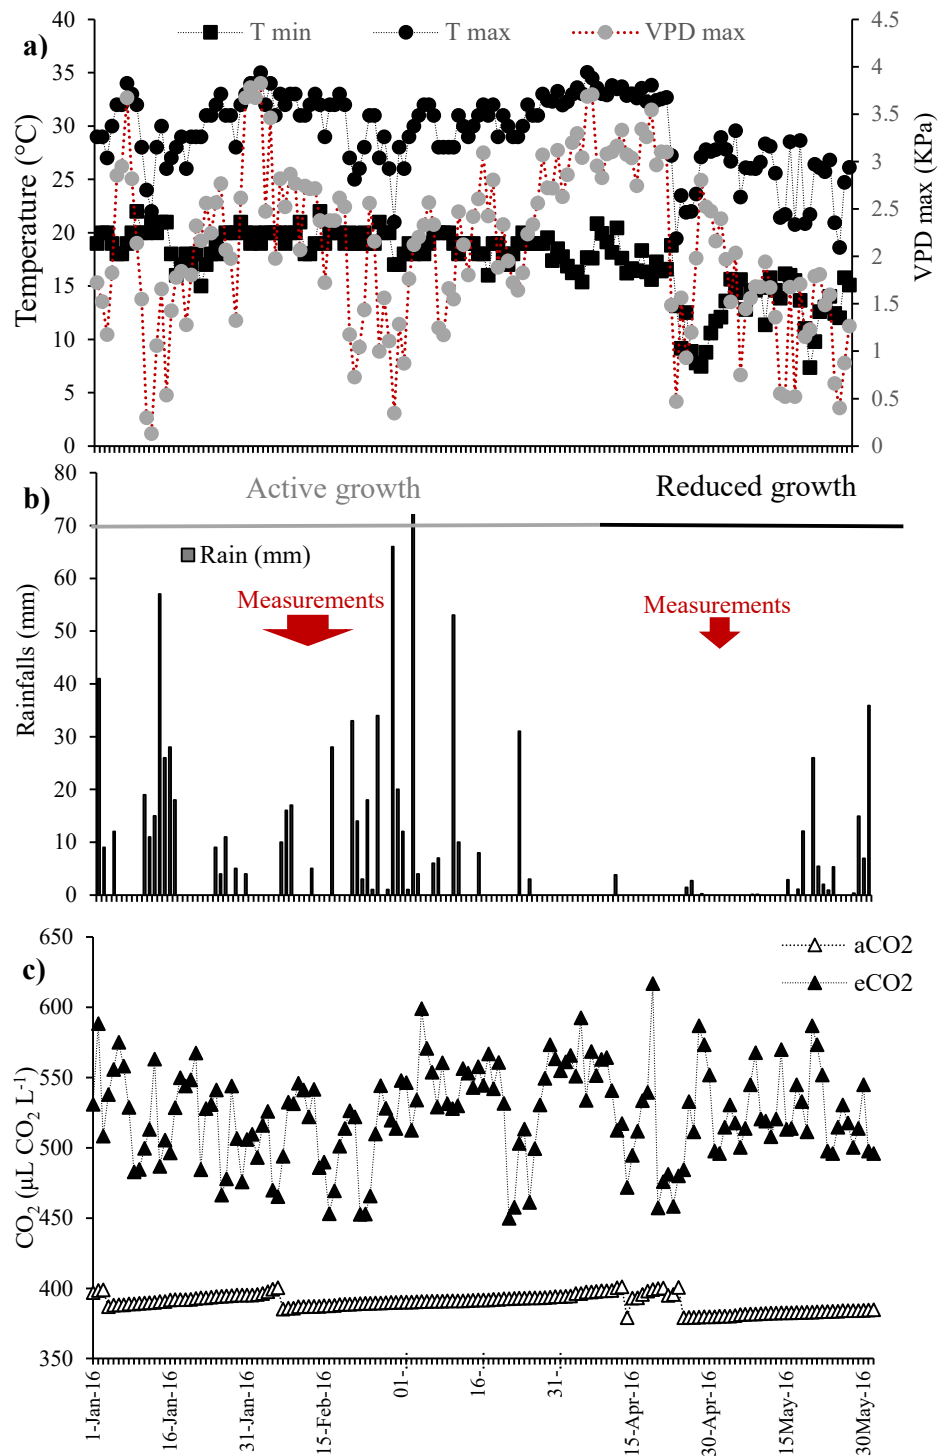 a)
T min
T max
VPD max
40
35
30
25
20
15
10
5
0
Temperature (°C)
4.5
4
3.5
3
2.5
2
1.5
1
0.5
0
VPD max (KPa)
b)
Active growth
Reduced growth
Rain (mm)
Measurements
Measurements
80
70
60
50
40
30
20
10
0
Rainfalls (mm)
c)
aCO2
eCO2
650
600
550
500
450
400
350
CO₂ (µL CO₂ L⁻¹)
1-Jan-16
16-Jan-16
31-Jan-16
15-Feb-16
01-
16-
31-
15-Apr-16
30-Apr-16
15May-16
30May-16